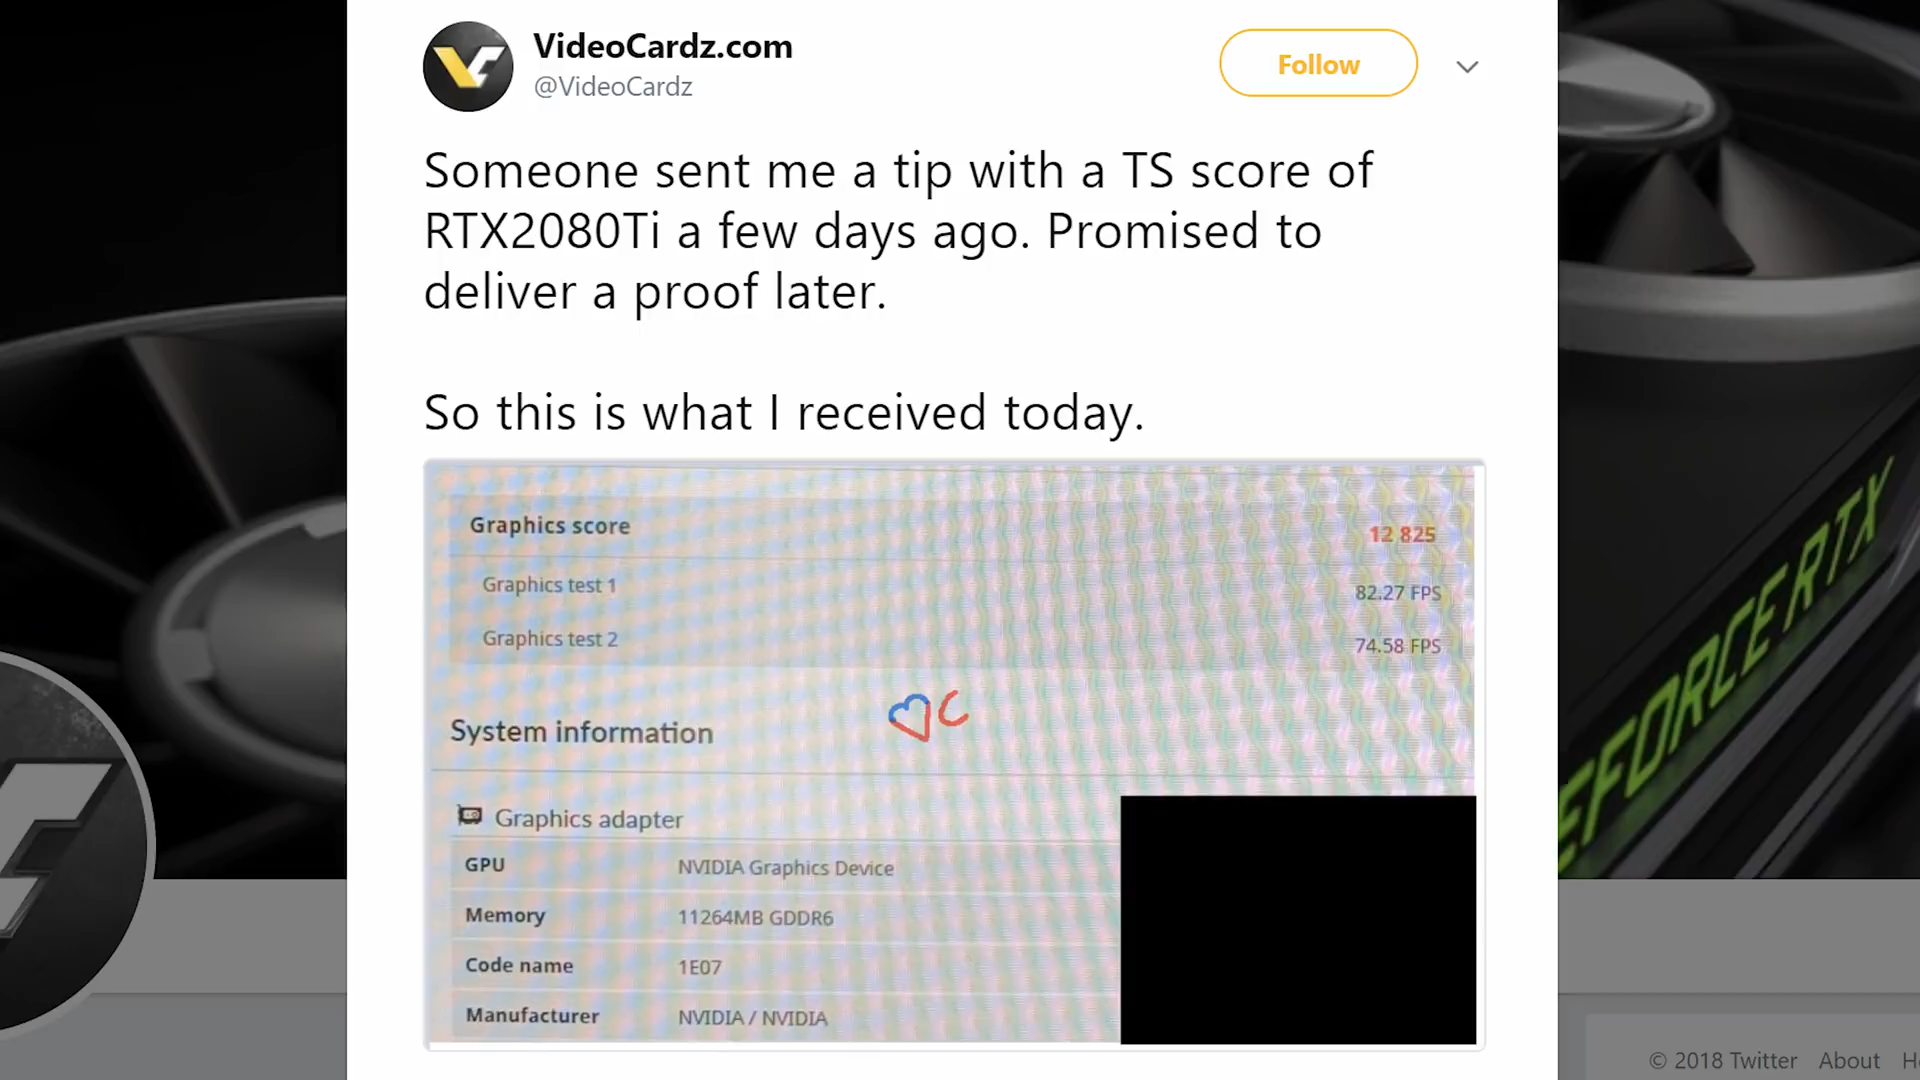 VideoCardz.com
@VideoCardz
Follow
Someone sent me a tip with a TS score of
RTX2080Ti a few days ago. Promised to
deliver a proof later.
So this is what I received today.
Graphics score 12 825
Graphics test 1 82.27 FPS
Graphics test 2 74.58 FPS
System information
Graphics adapter
GPU NVIDIA Graphics Device
Memory 11264MB GDDR6
Code name 1E07
Manufacturer NVIDIA / NVIDIA
GEFORCE RTX
© 2018 Twitter About